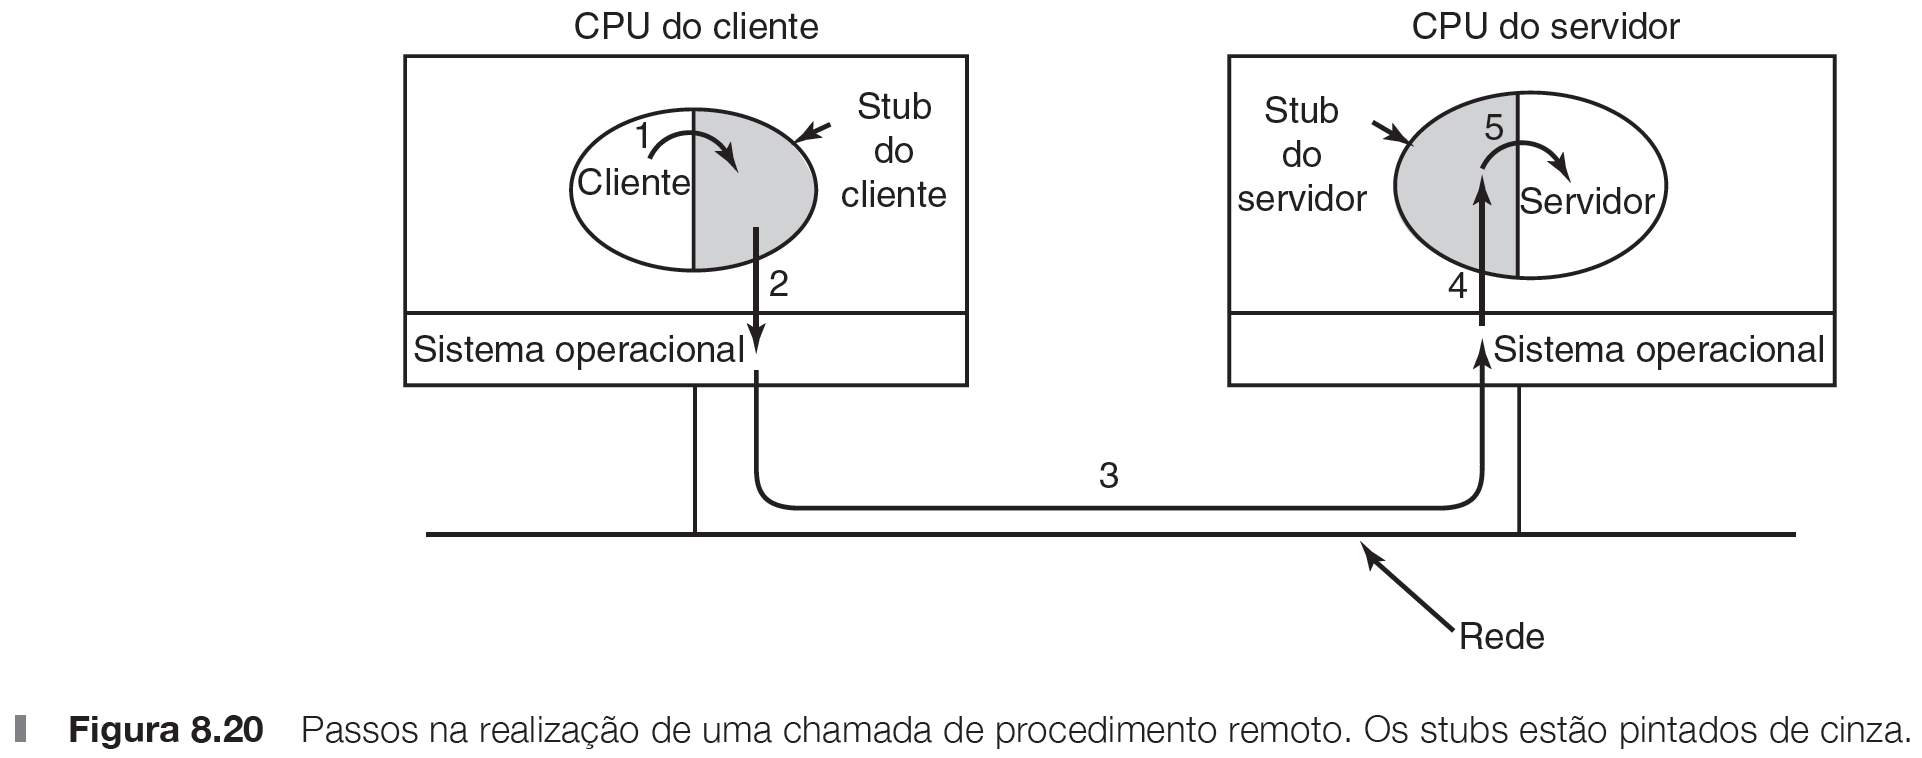 CPU do cliente
CPU do servidor
1
Cliente
Stub
do
cliente
2
Sistema operacional
Stub
do
servidor
5
Servidor
4
Sistema operacional
3
Rede
Figura 8.20 Passos na realização de uma chamada de procedimento remoto. Os stubs estão pintados de cinza.